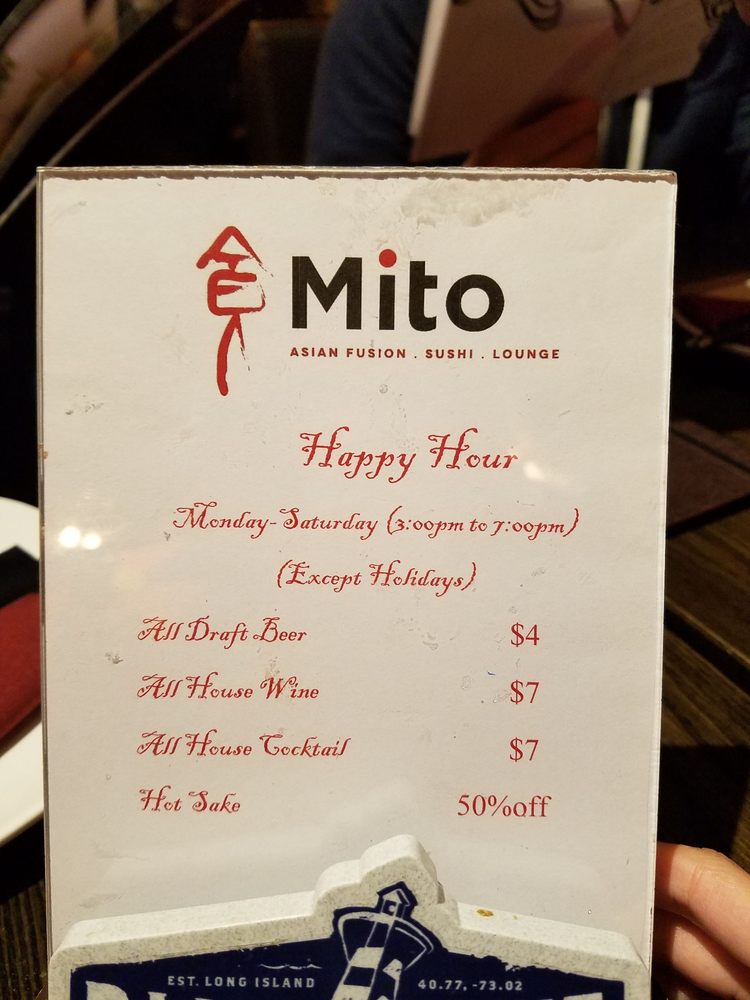 食 Mito
ASIAN FUSION . SUSHI . LOUNGE
Happy Hour
Monday-Saturday (3:00pm to 7:00pm)
(Except Holidays)
All Draft Beer $4
All House Wine $7
All House Cocktail $7
Hot Sake 50%off
EST. LONG ISLAND 40.77, -73.02